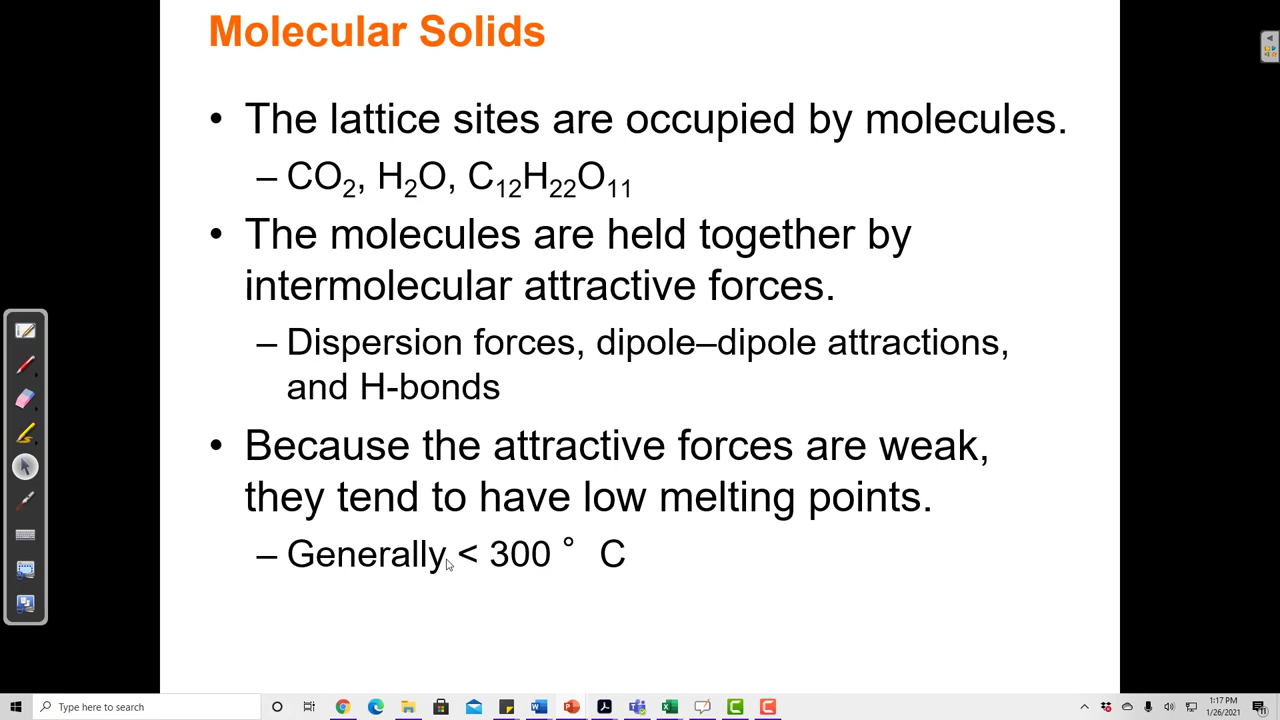 Molecular Solids
• The lattice sites are occupied by molecules.
– CO₂, H₂O, C₁₂H₂₂O₁₁
• The molecules are held together by
intermolecular attractive forces.
– Dispersion forces, dipole–dipole attractions,
and H-bonds
• Because the attractive forces are weak,
they tend to have low melting points.
– Generally < 300 ° C
Type here to search
1:17 PM
1/26/2021